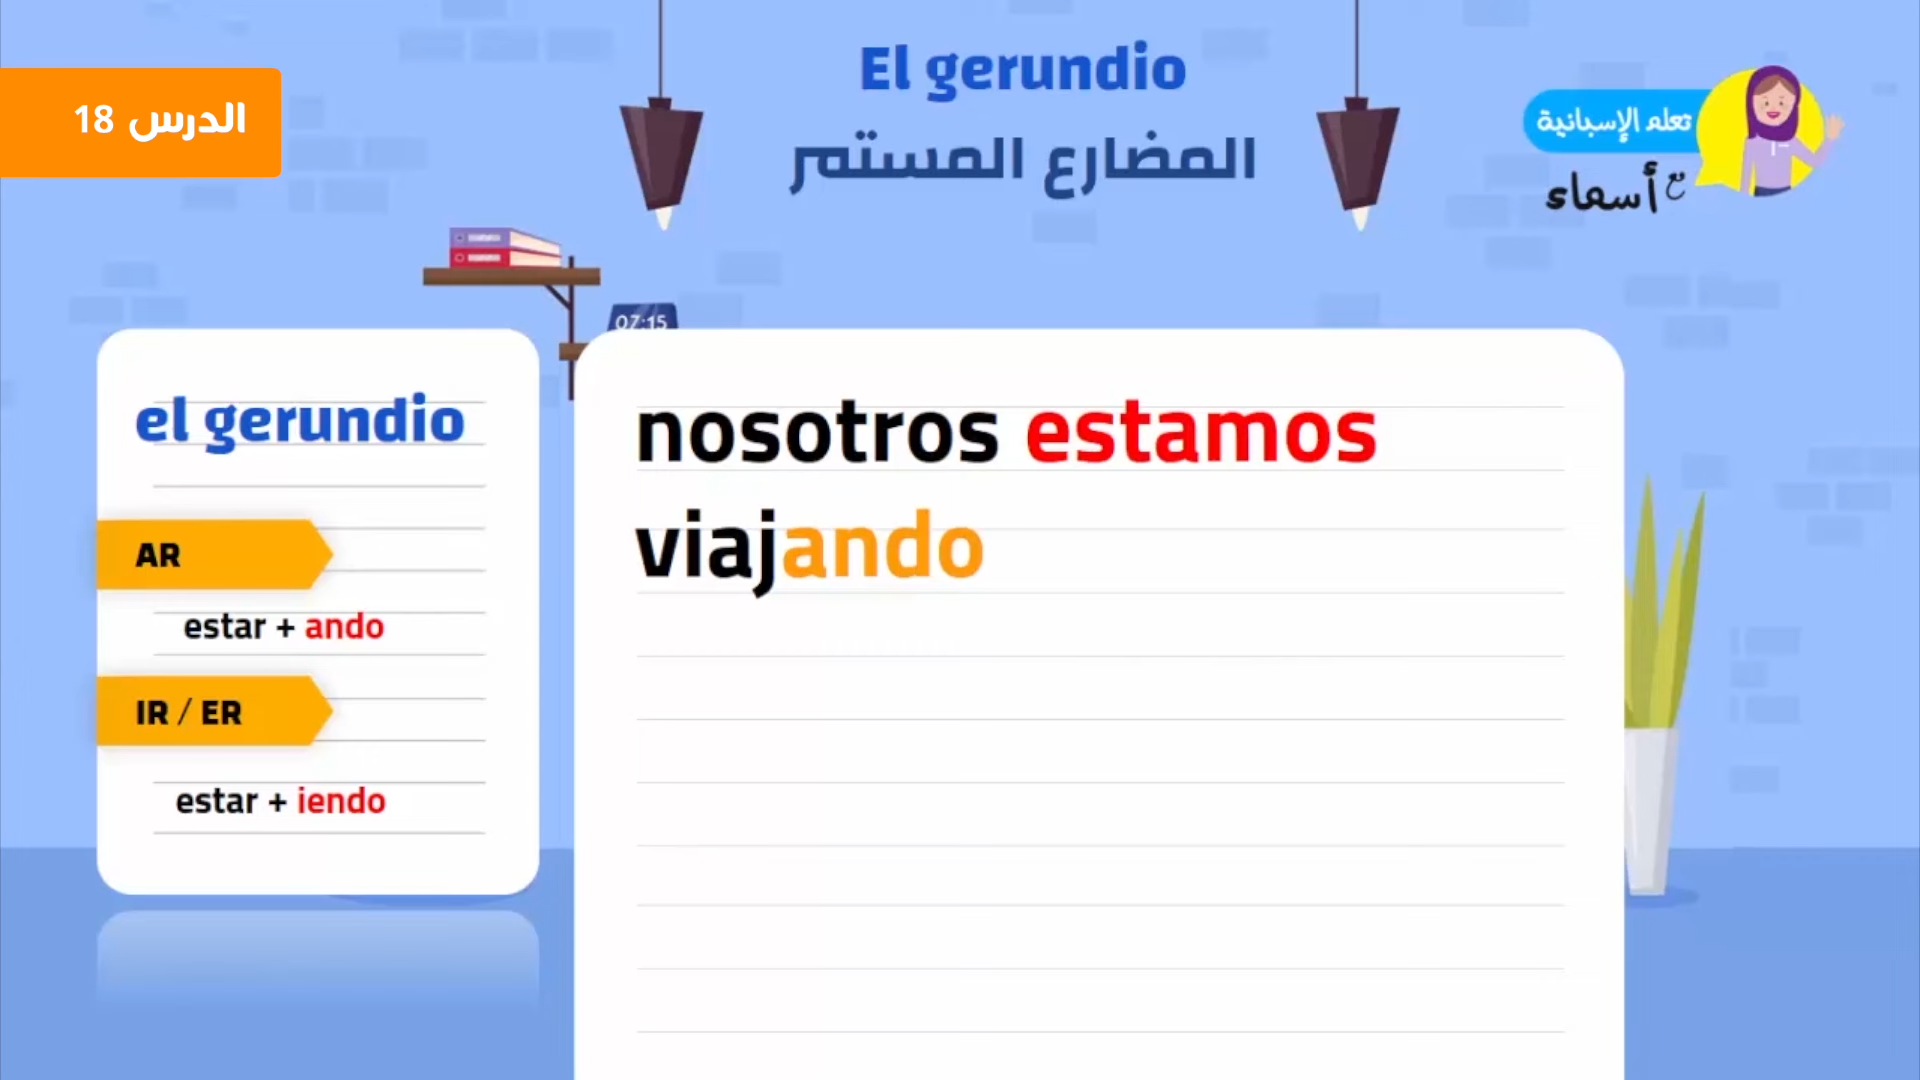 El gerundio
المضارع المستمر
الدرس 18
تعلم الإسبانية
مع أسماء
07:15
el gerundio
AR
estar + ando
IR / ER
estar + iendo
nosotros estamos
viajando